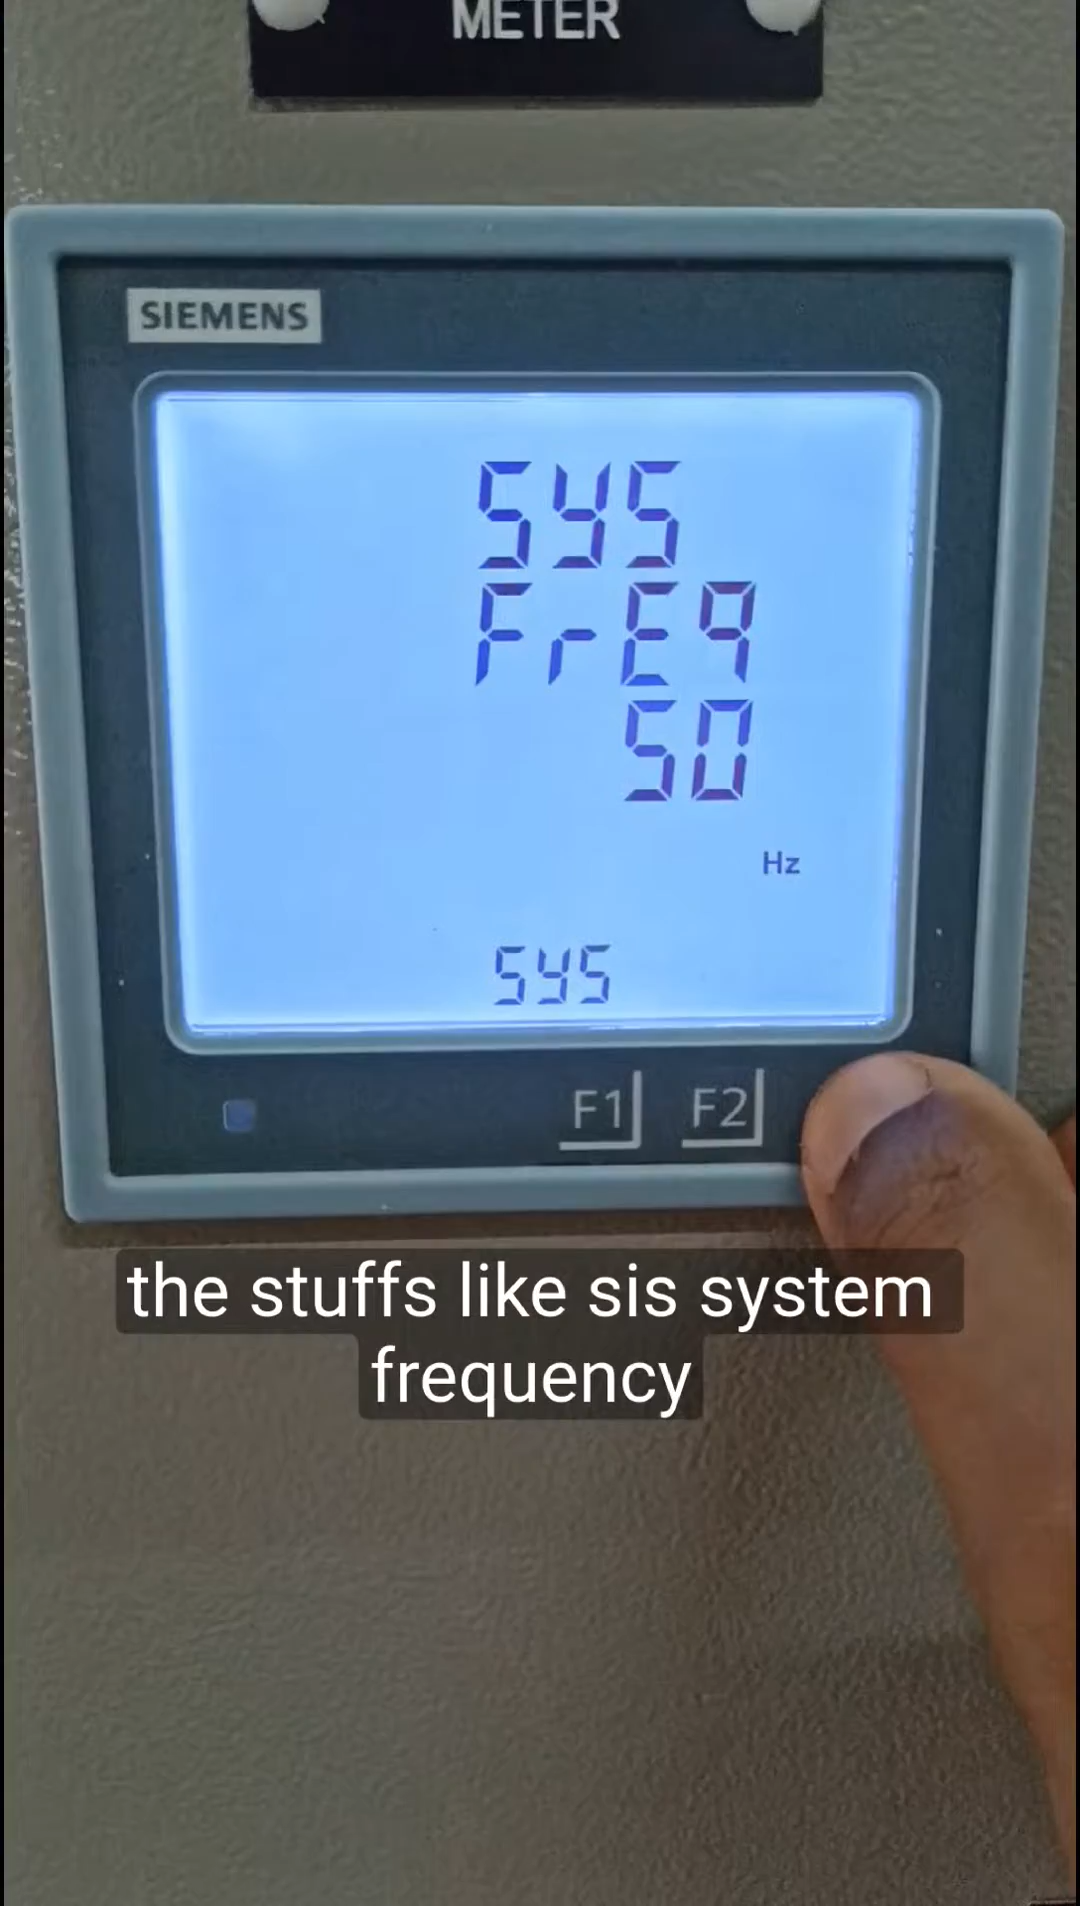 METER
SIEMENS
SYS
FrEq
50
Hz
SYS
F1 F2
the stuffs like sis system
frequency